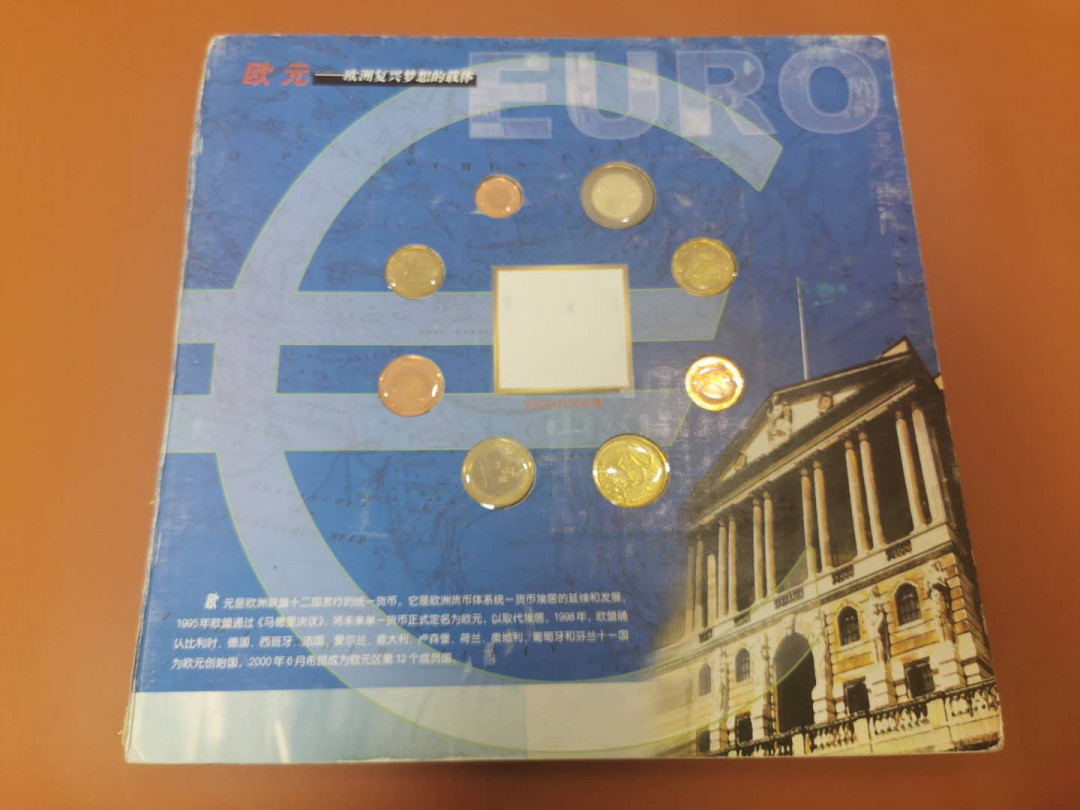 EURO
欧元——欧洲复兴梦想的载体
欧元是欧洲联盟十二国发行的统一货币，它是欧洲货币体系统一货币埃居的延续和发展，
1995年欧盟通过《马德里决议》，将未来单一货币正式定名为欧元，以取代埃居，1998年，欧盟确
认比利时、德国、西班牙、法国、爱尔兰、意大利、卢森堡、荷兰、奥地利、葡萄牙和芬兰十一国
为欧元创始国，2000年6月希腊成为欧元区第12个成员国